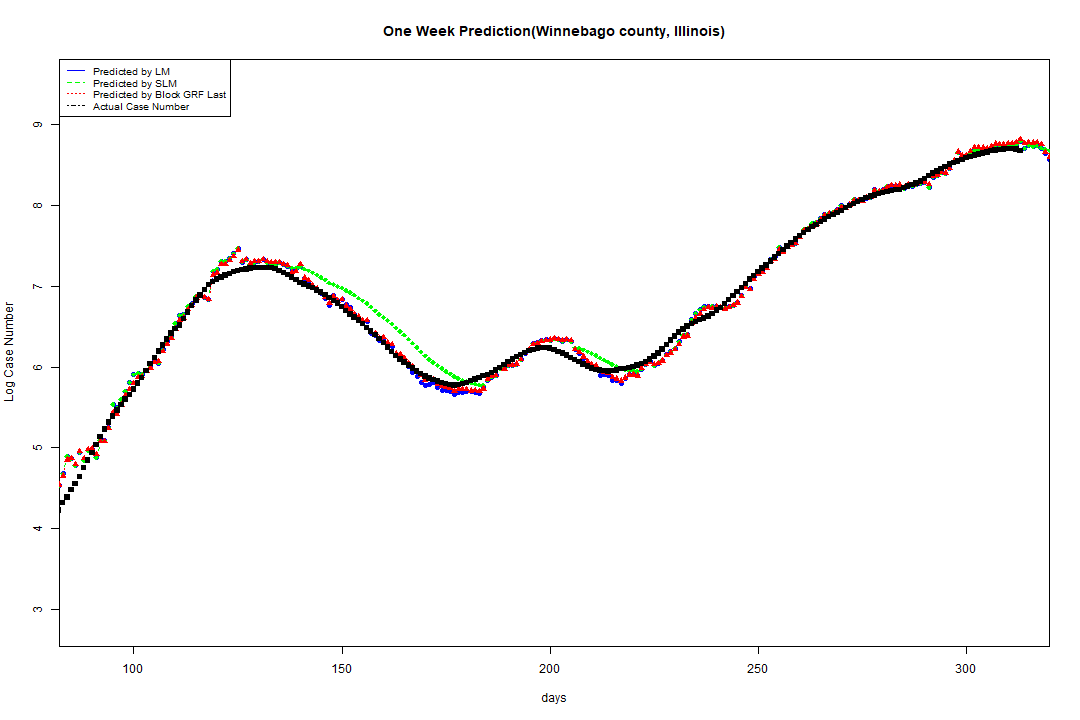 One Week Prediction(Winnebago county, Illinois)
Predicted by LM
Predicted by SLM
Predicted by Block GRF Last
Actual Case Number
Log Case Number
9
8
7
6
5
4
3
100 150 200 250 300
days